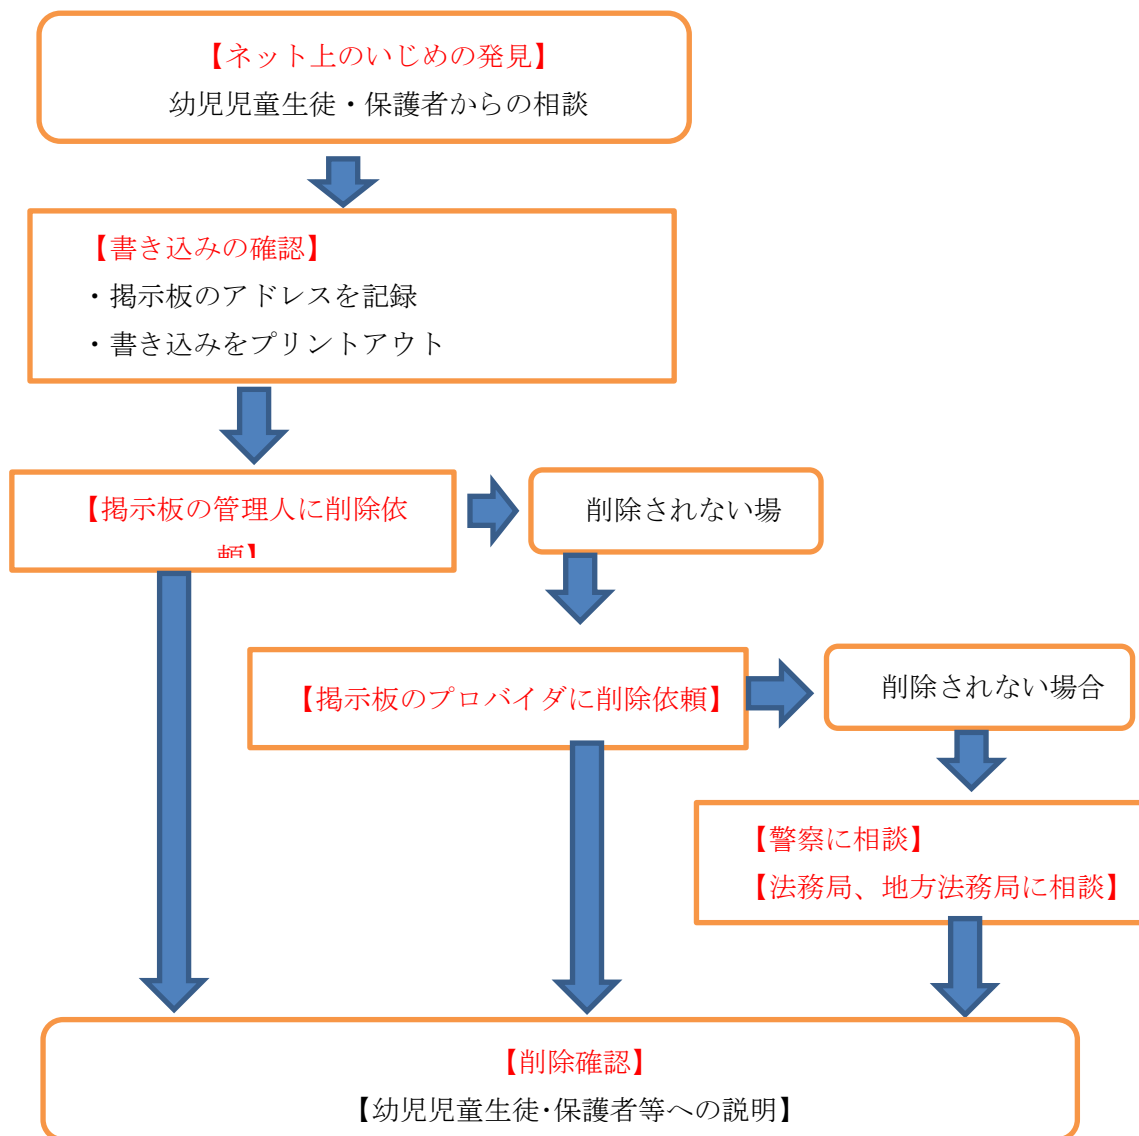 【ネット上のいじめの発見】
幼児児童生徒・保護者からの相談
【書き込みの確認】
・掲示板のアドレスを記録
・書き込みをプリントアウト
【掲示板の管理人に削除依
頼】
削除されない場
【掲示板のプロバイダに削除依頼】
削除されない場合
【警察に相談】
【法務局、地方法務局に相談】
【削除確認】
【幼児児童生徒･保護者等への説明】